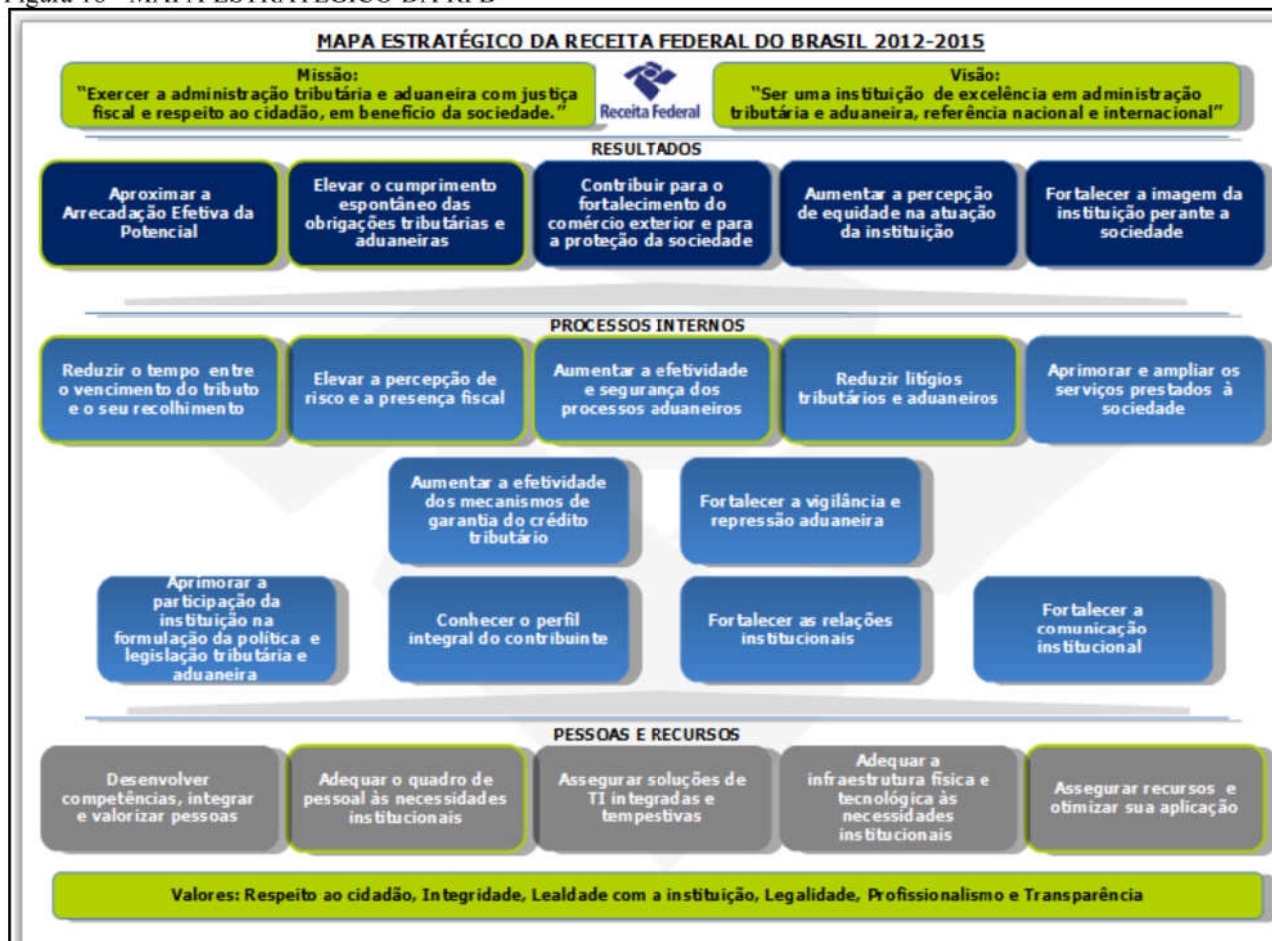 Figura 10 - MAPA ESTRATÉGICO DA RFB
MAPA ESTRATÉGICO DA RECEITA FEDERAL DO BRASIL 2012-2015
Missão:
"Exercer a administração tributária e aduaneira com justiça
fiscal e respeito ao cidadão, em benefício da sociedade."
Receita Federal
Visão:
"Ser uma instituição de excelência em administração
tributária e aduaneira, referência nacional e internacional"
RESULTADOS
Aproximar a
Arrecadação Efetiva da
Potencial
Elevar o cumprimento
espontâneo das
obrigações tributárias e
aduaneiras
Contribuir para o
fortalecimento do
comércio exterior e para
a proteção da sociedade
Aumentar a percepção
de equidade na atuação
da instituição
Fortalecer a imagem da
instituição perante a
sociedade
PROCESSOS INTERNOS
Reduzir o tempo entre
o vencimento do tributo
e o seu recolhimento
Elevar a percepção de
risco e a presença fiscal
Aumentar a efetividade
e segurança dos
processos aduaneiros
Reduzir litígios
tributários e aduaneiros
Aprimorar e ampliar os
serviços prestados à
sociedade
Aumentar a efetividade
dos mecanismos de
garantia do crédito
tributário
Fortalecer a vigilância e
repressão aduaneira
Aprimorar a
participação da
instituição na
formulação da política e
legislação tributária e
aduaneira
Conhecer o perfil
integral do contribuinte
Fortalecer as relações
institucionais
Fortalecer a
comunicação
institucional
PESSOAS E RECURSOS
Desenvolver
competências, integrar
e valorizar pessoas
Adequar o quadro de
pessoal às necessidades
institucionais
Assegurar soluções de
TI integradas e
tempestivas
Adequar a
infraestrutura física e
tecnológica às
necessidades
institucionais
Assegurar recursos e
otimizar sua aplicação
Valores: Respeito ao cidadão, Integridade, Lealdade com a instituição, Legalidade, Profissionalismo e Transparência